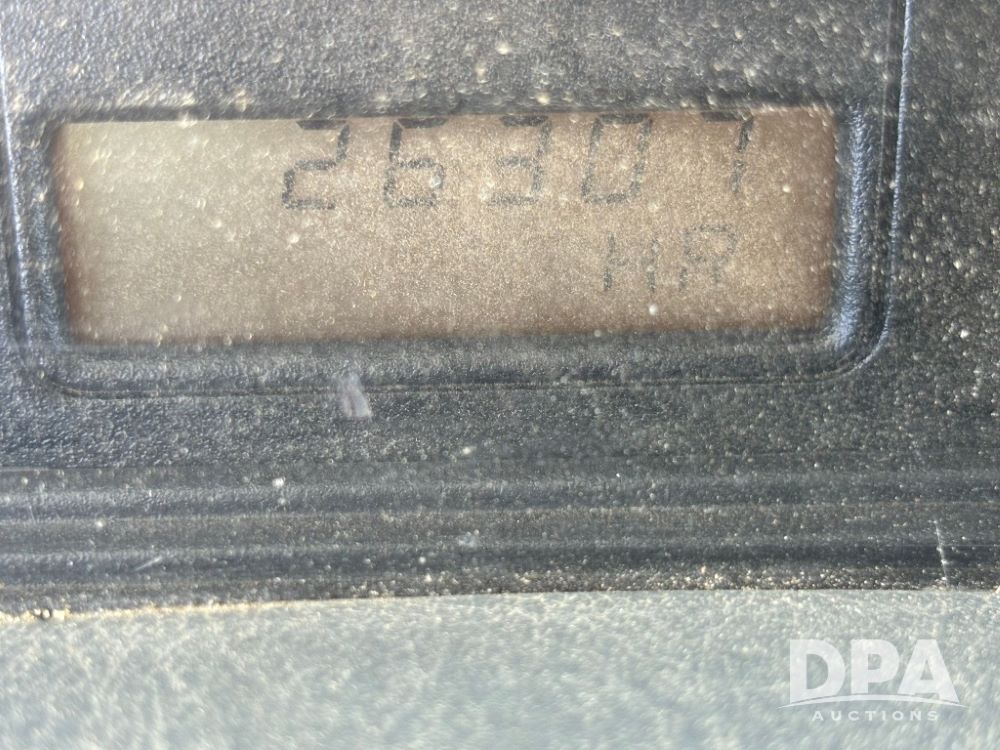 26307
HR
DPA
AUCTIONS